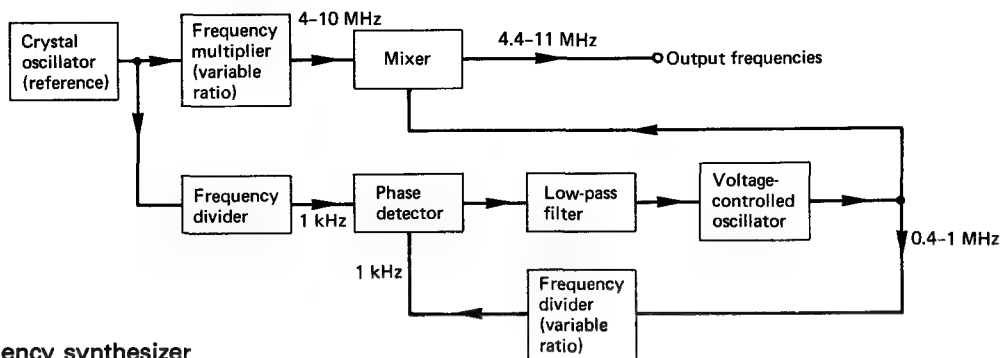 Crystal
oscillator
(reference)
Frequency
multiplier
(variable
ratio)
4–10 MHz
Mixer
4.4–11 MHz
Output frequencies
Frequency
divider
1 kHz
Phase
detector
Low-pass
filter
Voltage-
controlled
oscillator
0.4–1 MHz
1 kHz
Frequency
divider
(variable
ratio)
synthesizer